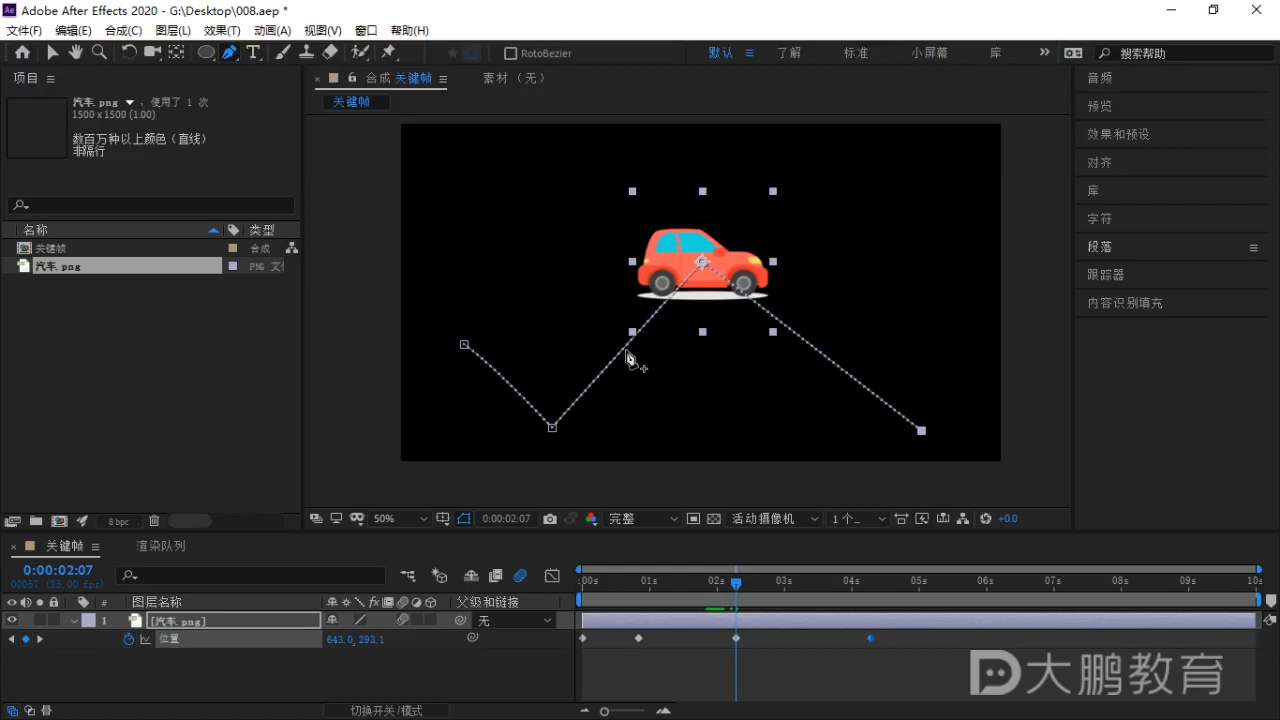 Adobe After Effects 2020 - G:\Desktop\008.aep *
文件(F) 编辑(E) 合成(C) 图层(L) 效果(T) 动画(A) 视图(V) 窗口 帮助(H)
RotoBezier 默认 了解 标准 小屏幕 库 搜索帮助
项目
合成 关键帧 素材（无）
关键帧
汽车.png ，使用了 1 次
1500 x 1500 (1.00)
数百万种以上颜色（直线）
非隔行
名称 类型
关键帧 合成
汽车.png PNG 文
音频
预览
效果和预设
对齐
库
字符
段落
跟踪器
内容识别填充
8 bpc
50% 0:00:02:07 完整 活动摄像机 1 个… +0.0
关键帧 渲染队列
0:00:02:07
00057 (25.00 fps)
:00s 01s 02s 03s 04s 05s 06s 07s 08s 09s 10s
# 图层名称 父级和链接
1 [汽车.png] 无
位置 643.0, 293.1
切换开关/模式
大鹏教育